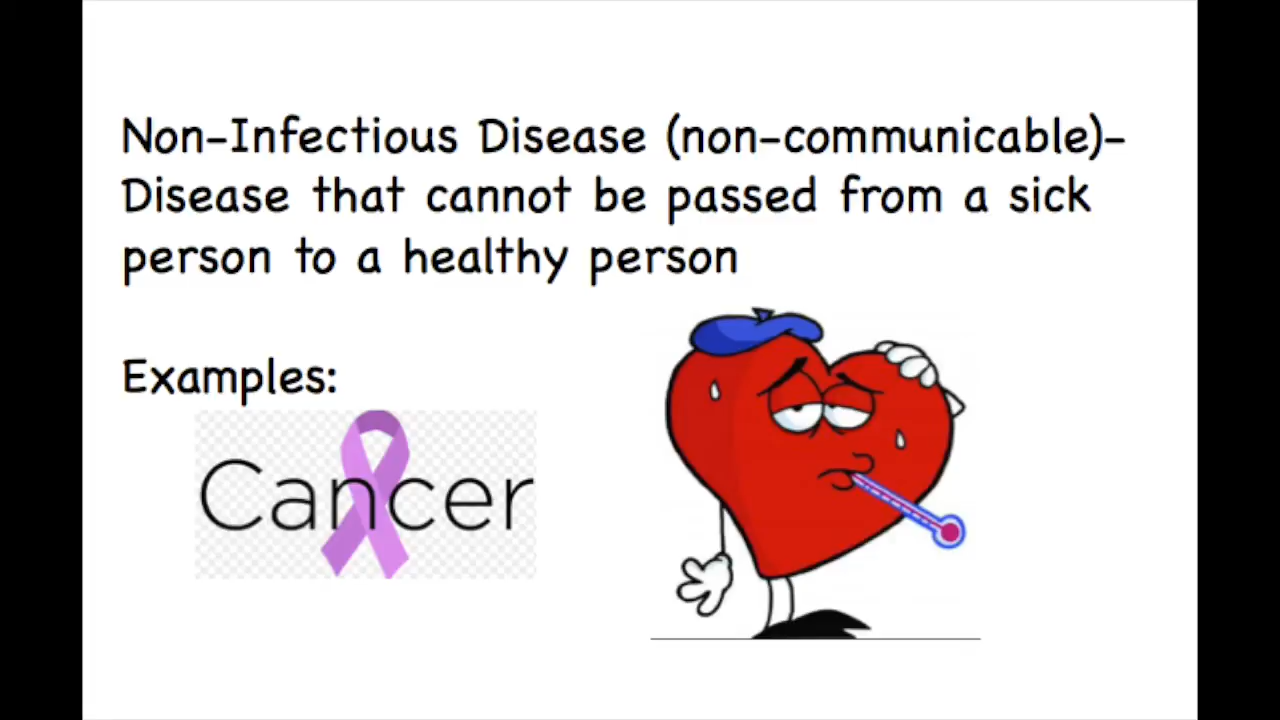 Non-Infectious Disease (non-communicable)-
Disease that cannot be passed from a sick
person to a healthy person
Examples:
Cancer